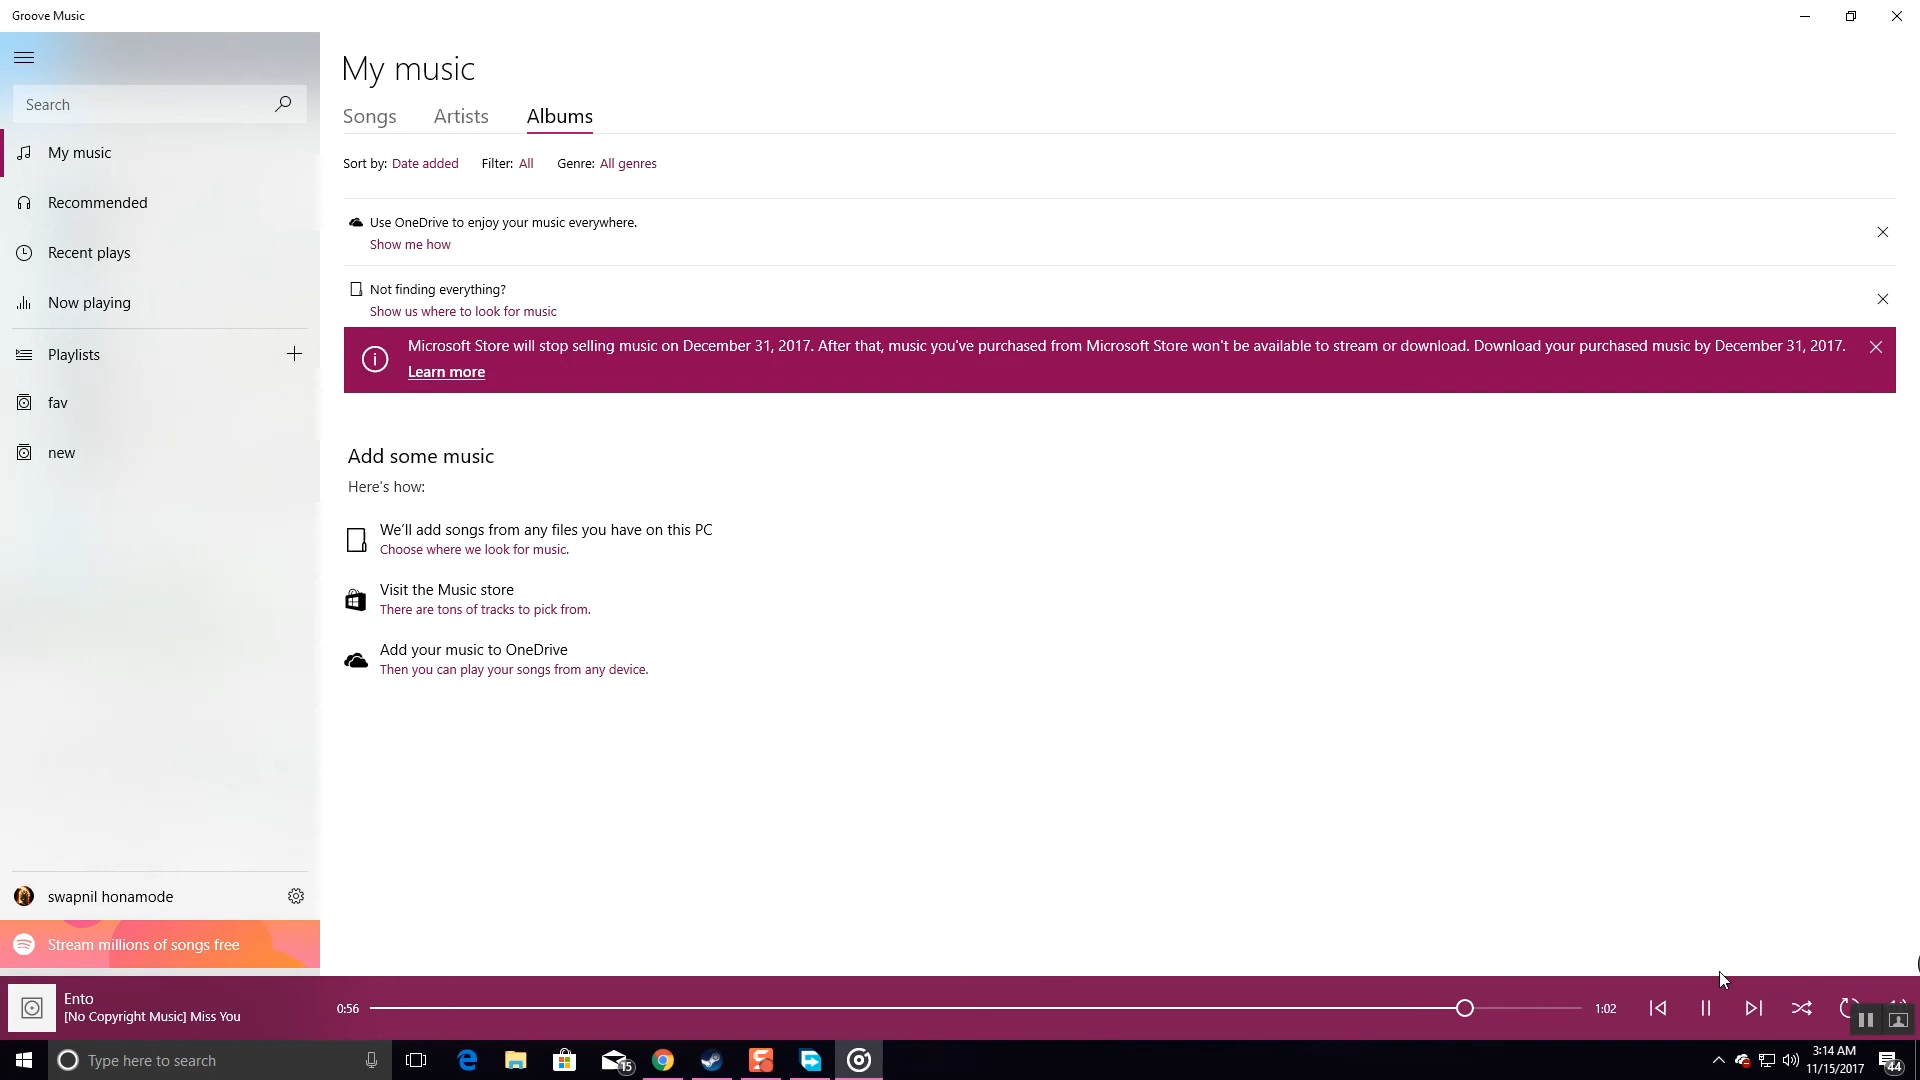 Groove Music
Search
My music
Recommended
Recent plays
Now playing
Playlists
fav
new
swapnil honamode
Stream millions of songs free
My music
Songs Artists Albums
Sort by: Date added Filter: All Genre: All genres
Use OneDrive to enjoy your music everywhere.
Show me how
Not finding everything?
Show us where to look for music
Microsoft Store will stop selling music on December 31, 2017. After that, music you've purchased from Microsoft Store won't be available to stream or download. Download your purchased music by December 31, 2017.
Learn more
Add some music
Here's how:
We'll add songs from any files you have on this PC
Choose where we look for music.
Visit the Music store
There are tons of tracks to pick from.
Add your music to OneDrive
Then you can play your songs from any device.
Ento
[No Copyright Music] Miss You
0:56 1:02
Type here to search
15
3:14 AM
11/15/2017
44